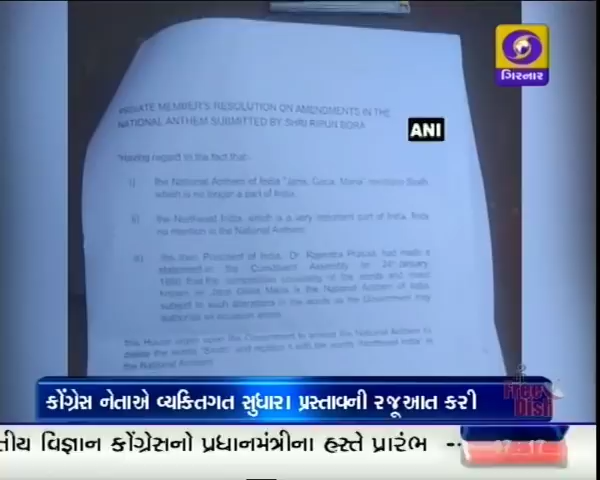 ગિરનાર
PRIVATE MEMBER'S RESOLUTION ON AMENDMENTS IN THE
NATIONAL ANTHEM SUBMITTED BY SHRI RIPUN BORA
ANI
"Having regard to the fact that:-
i) the National Anthem of India "Jana, Gana, Mana" mentions Sindh
which is no longer a part of India.
ii) the Northeast India, which is a very important part of India, finds
no mention in the National Anthem.
iii) the then President of India, Dr. Rajendra Prasad, had made a
statement in the Constituent Assembly on 24th January,
1950 that the composition consisting of the words and music
known as Jana Gana Mana is the National Anthem of India,
subject to such alterations in the words as the Government may
authorise as occasion arises
this House urges upon the Government to amend the National Anthem to
delete the word, 'Sindh' and replace it with the words 'northeast India' in
the National Anthem.
કોંગ્રેસ નેતાએ વ્યકિતગત સુધારા પ્રસ્તાવની રજૂઆત કરી
Free
Dish
તીય વિજ્ઞાન કોંગ્રેસનો પ્રધાનમંત્રીના હસ્તે પ્રારંભ --
17:17